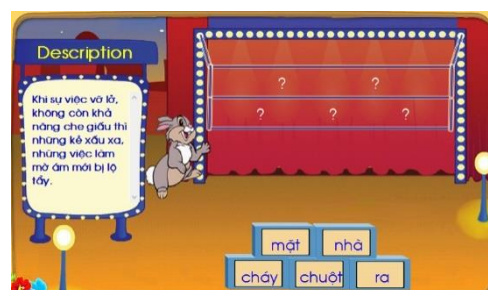 Description
Khi sự việc vỡ lở,
không còn khả
năng che giấu thì
những kẻ xấu xa,
những việc làm
mờ ám mới bị lộ
tẩy.
? ?
? ? ?
mặt nhà
cháy chuột ra